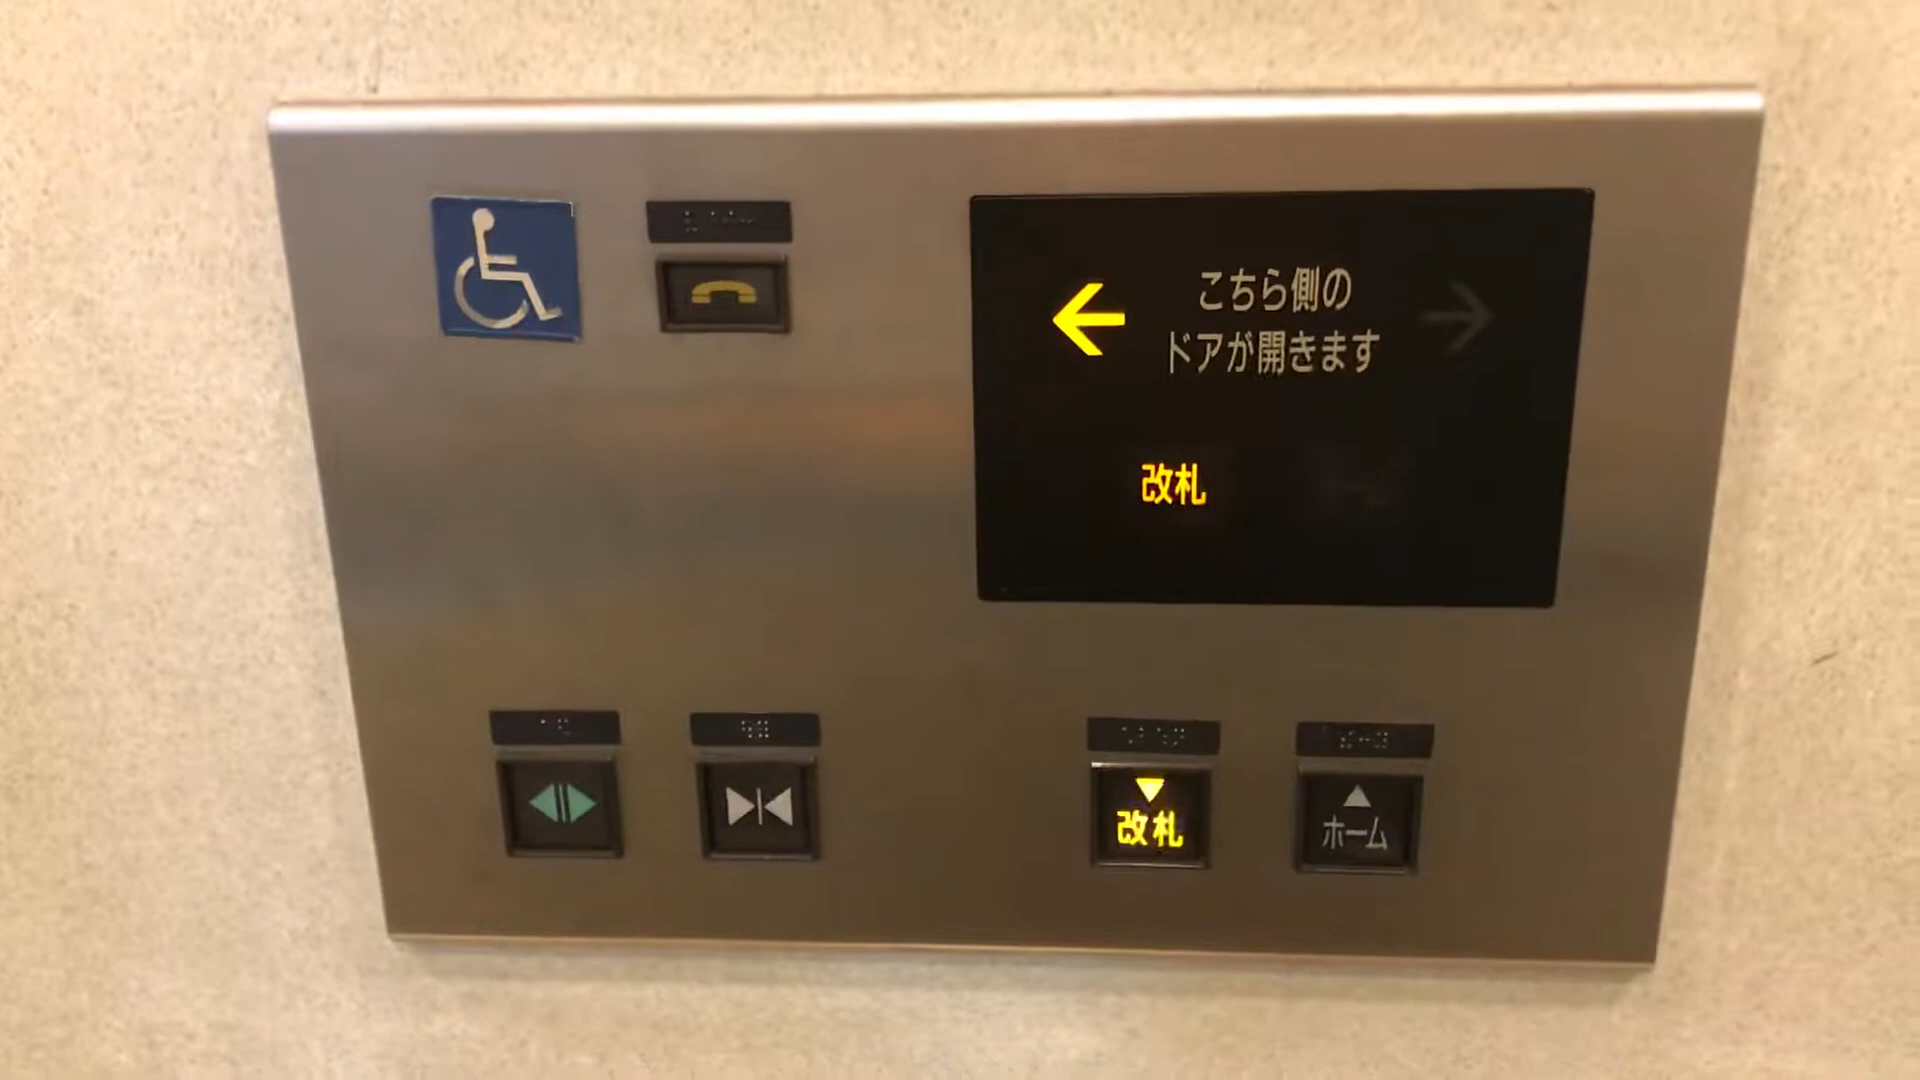 こちら側の
ドアが開きます
改札
改札
ホーム